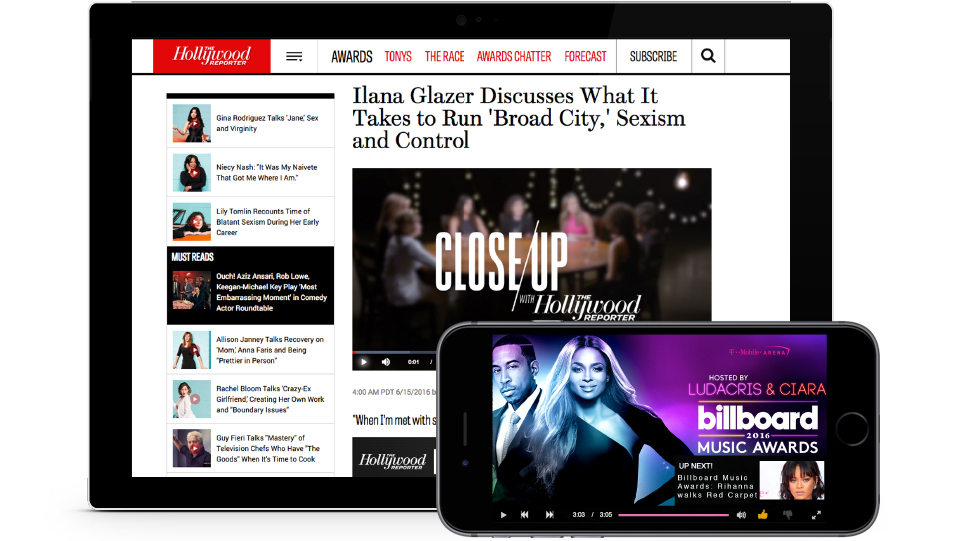 THE
Hollywood
REPORTER
AWARDS TONYS THE RACE AWARDS CHATTER FORECAST SUBSCRIBE
Gina Rodriguez Talks 'Jane,' Sex
and Virginity
Niecy Nash: "It Was My Naivete
That Got Me Where I Am."
Lily Tomlin Recounts Time of
Blatant Sexism During Her Early
Career
MUST READS
Ouch! Aziz Ansari, Rob Lowe,
Keegan-Michael Key Play 'Most
Embarrassing Moment' in Comedy
Actor Roundtable
Allison Janney Talks Recovery on
'Mom,' Anna Faris and Being
"Prettier in Person"
Rachel Bloom Talks 'Crazy-Ex
Girlfriend,' Creating Her Own Work
and "Boundary Issues"
Guy Fieri Talks "Mastery" of
Television Chefs Who Have "The
Goods" When It's Time to Cook
Ilana Glazer Discusses What It
Takes to Run 'Broad City,' Sexism
and Control
CLOSE/UP
WITH THE
Hollywood
REPORTER
0:01 /
4:00 AM PDT 6/15/2016 b
"When I'm met with s
THE
Hollywood
REPORTER
T··Mobile· ARENA
HOSTED BY
LUDACRIS & CIARA
billboard
2016
MUSIC AWARDS
UP NEXT!
Billboard Music
Awards: Rihanna
walks Red Carpet
3:03 / 3:05